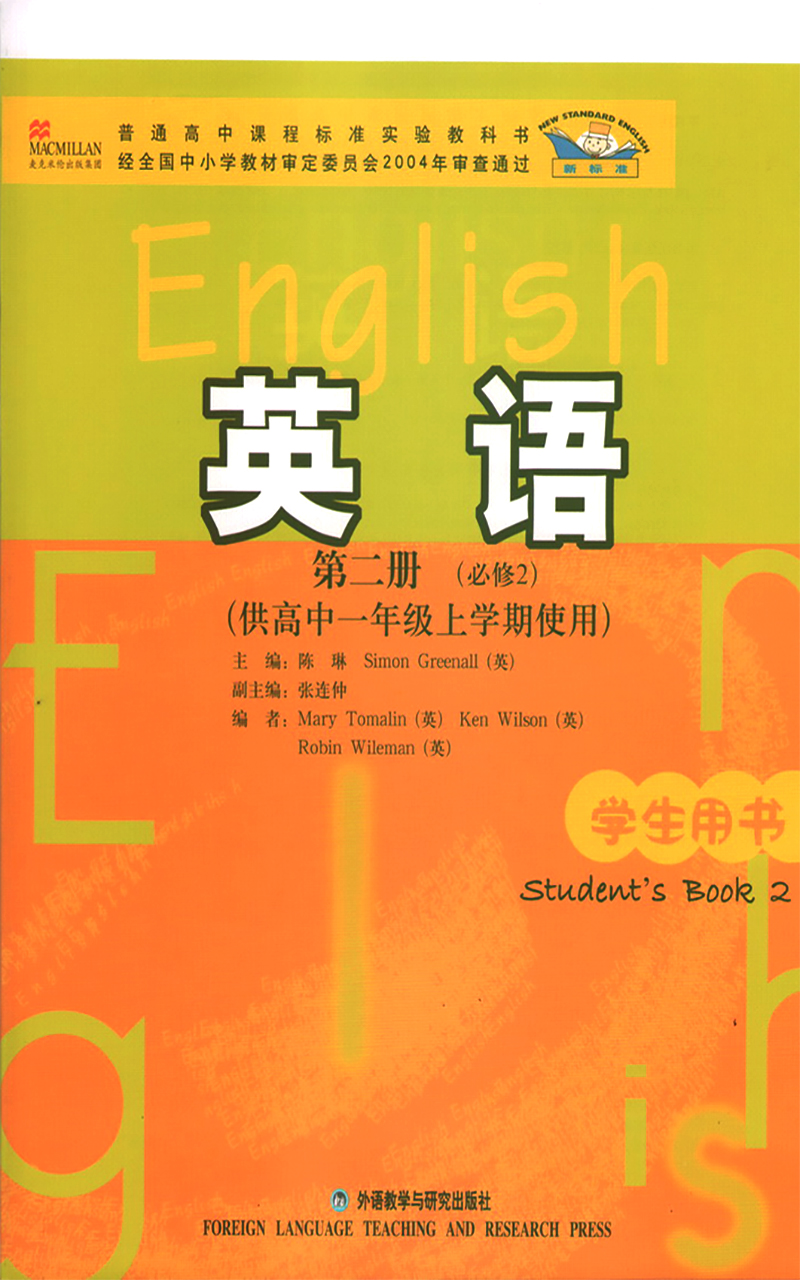 MACMILLAN
麦克米伦出版集团
普通高中课程标准实验教科书
经全国中小学教材审定委员会2004年审查通过
NEW STANDARD ENGLISH
新标准
English
英语
第二册 (必修2)
(供高中一年级上学期使用)
主 编: 陈 琳 Simon Greenall (英)
副主编: 张连仲
编 者: Mary Tomalin (英) Ken Wilson (英)
Robin Wileman (英)
学生用书
Student's Book 2
English
外语教学与研究出版社
FOREIGN LANGUAGE TEACHING AND RESEARCH PRESS